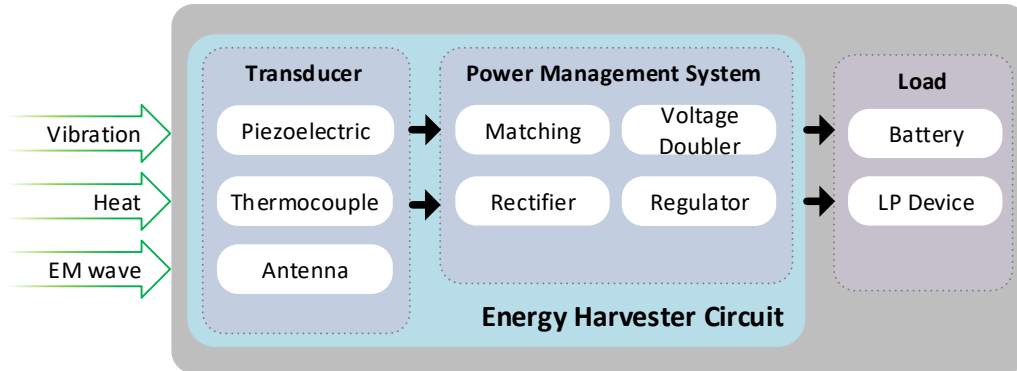 Vibration
Heat
EM wave
Transducer
Piezoelectric
Thermocouple
Antenna
Power Management System
Matching
Voltage
Doubler
Rectifier
Regulator
Energy Harvester Circuit
Load
Battery
LP Device